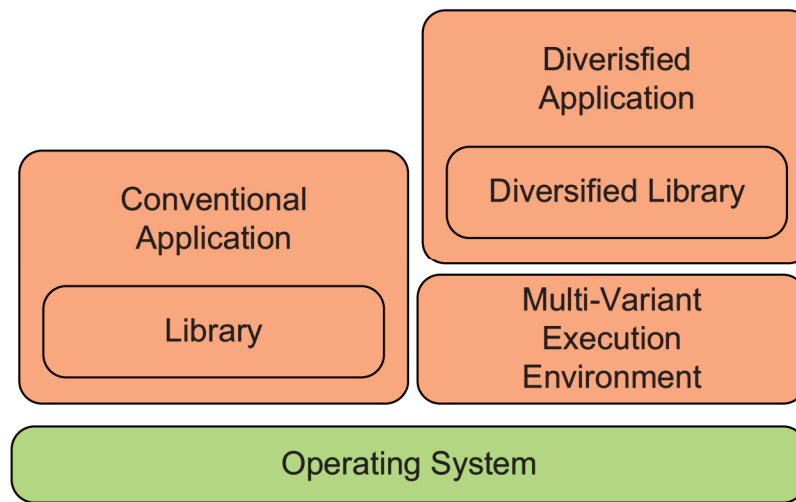 Diverisfied
Application
Diversified Library
Conventional
Application
Library
Multi-Variant
Execution
Environment
Operating System